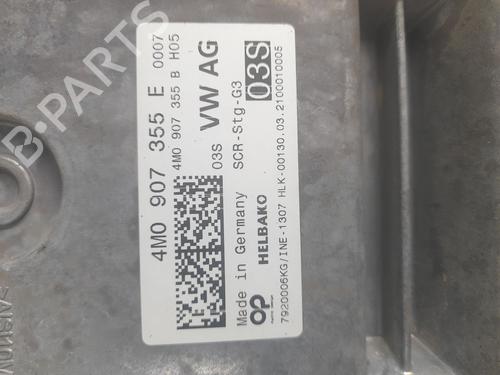 4M0 907 355 E 0007
4M0 907 355 B H05
03S VW AG
SCR-Stg-G3 03S
Made in Germany
OP HELBAKO
7920006KG/INE-1307 HLK-00130.03.2100010005
B-PARTS